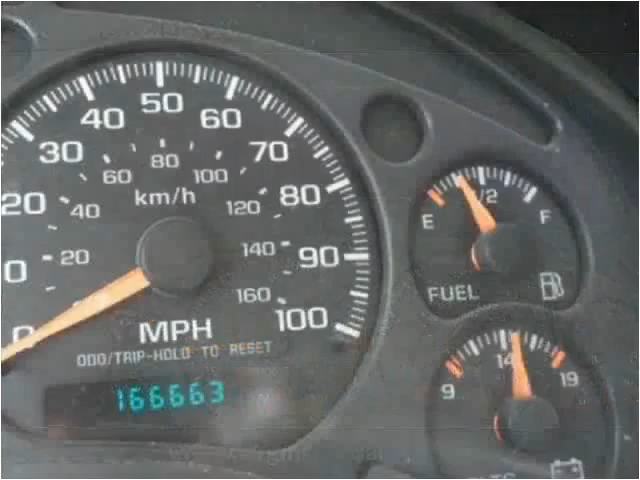 50
40 60
30 80 70
60 100
20 km/h 80
40 120
0 20 140 90
160
0 MPH 100
ODO/TRIP-HOLD TO RESET
166663
1/2
E F
FUEL
14
9 19